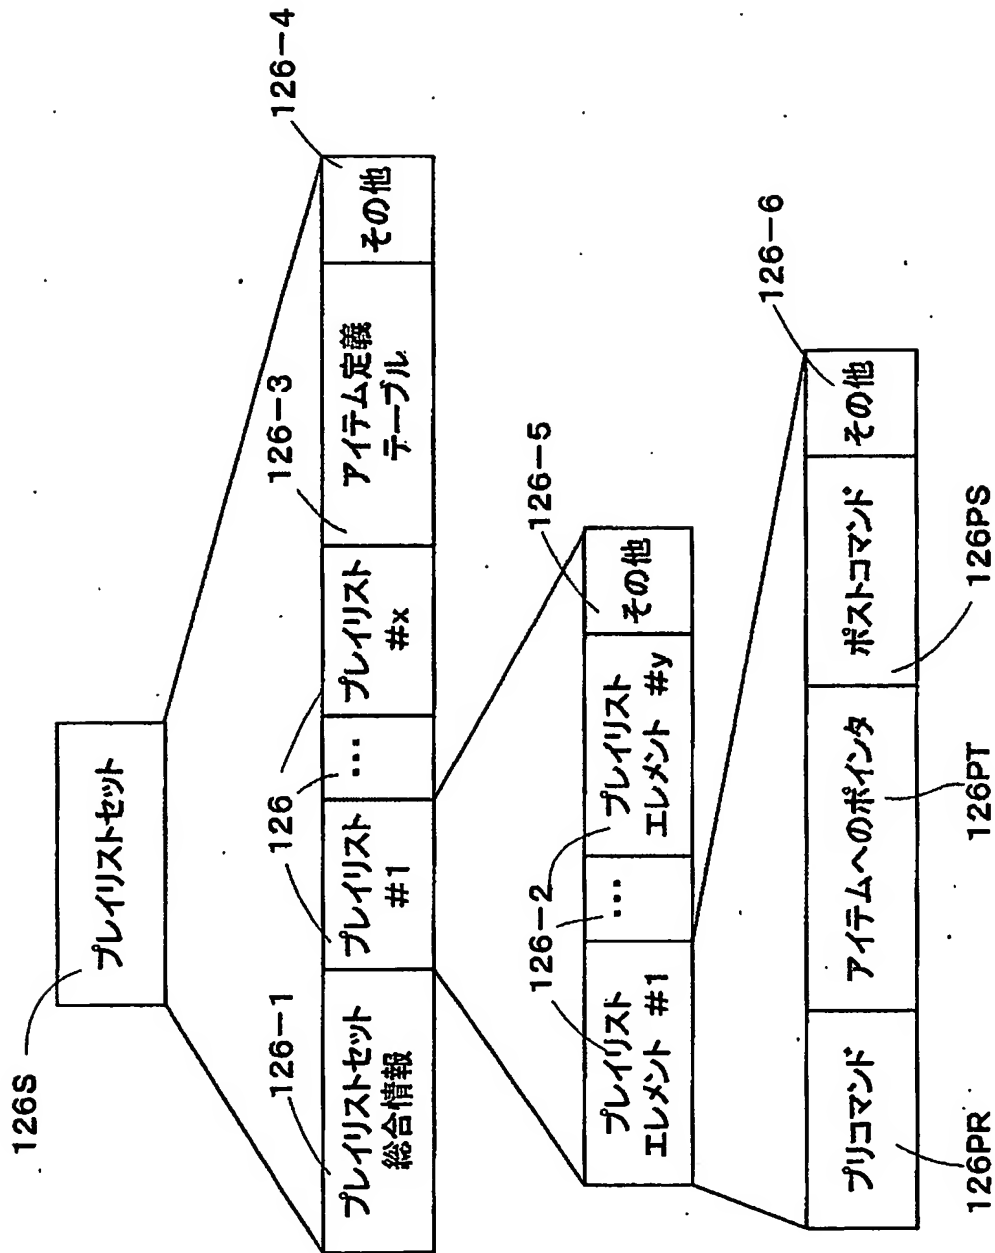 126S
プレイリストセット
126-1
126
126-3
126-4
プレイリストセット
総合情報
プレイリスト
#1
...
プレイリスト
#x
アイテム定義
テーブル
その他
126-2
126-5
プレイリスト
エレメント #1
...
プレイリスト
エレメント #y
その他
126-6
プリコマンド
アイテムへのポインタ
ポストコマンド
その他
126PR
126PT
126PS